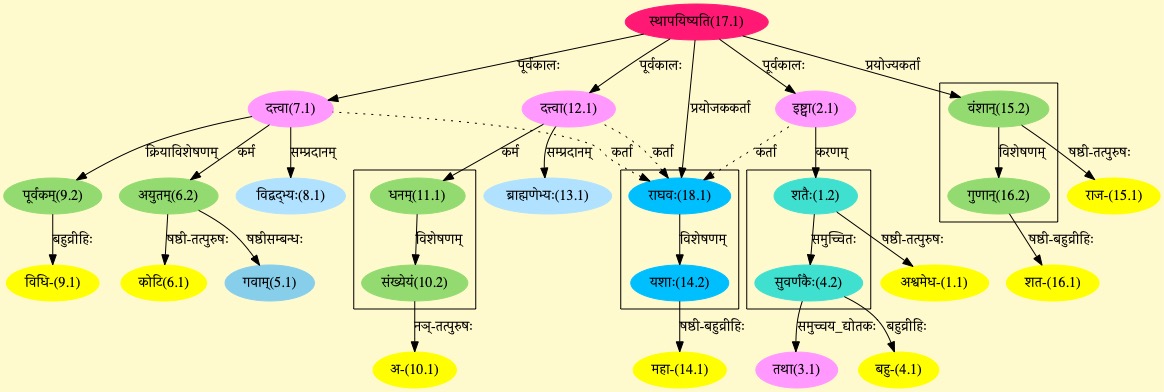 स्थापयिष्यति(17.1)
पूर्वकालः पूर्वकालः पूर्वकालः प्रयोज्यकर्ता
दत्त्वा(7.1) दत्त्वा(12.1) प्रयोजककर्ता इष्ट्वा(2.1) वंशान्(15.2)
क्रियाविशेषणम् कर्म सम्प्रदानम् कर्म सम्प्रदानम् कर्ता कर्ता कर्ता करणम् विशेषणम् षष्ठी-तत्पुरुषः
पूर्वकम्(9.2) अयुतम्(6.2) विद्वद्भ्यः(8.1) धनम्(11.1) ब्राह्मणेभ्यः(13.1) राघवः(18.1) शतैः(1.2) गुणान्(16.2) राज-(15.1)
बहुव्रीहिः षष्ठी-तत्पुरुषः षष्ठीसम्बन्धः विशेषणम् विशेषणम् समुच्चितः षष्ठी-तत्पुरुषः षष्ठी-बहुव्रीहिः
विधि-(9.1) कोटि(6.1) गवाम्(5.1) संख्येयं(10.2) यशाः(14.2) सुवर्णकैः(4.2) अश्वमेध-(1.1) शत-(16.1)
नञ्-तत्पुरुषः षष्ठी-बहुव्रीहिः समुच्चय_द्योतकः बहुव्रीहिः
अ-(10.1) महा-(14.1) तथा(3.1) बहु-(4.1)